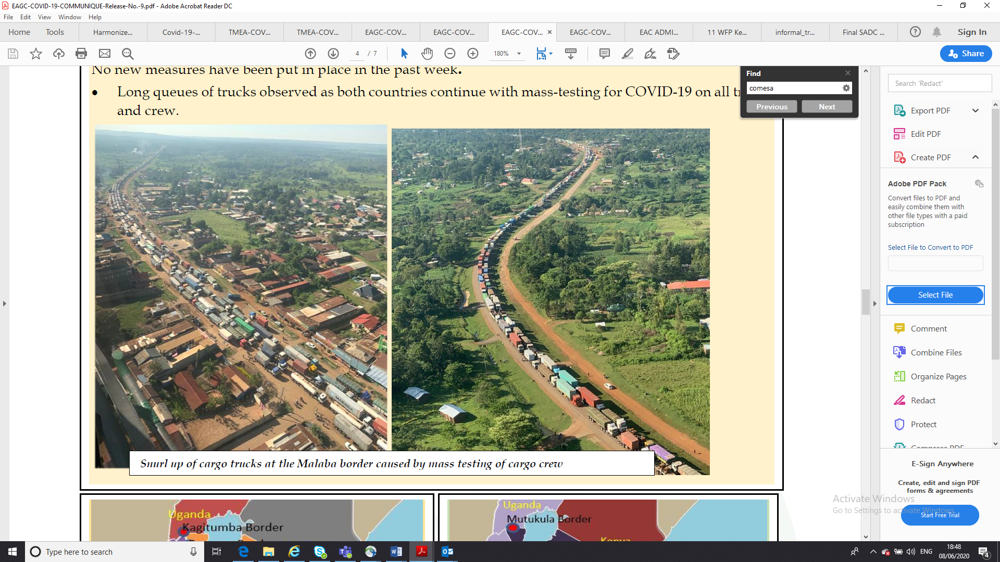 EAGC-COVID-19-COMMUNIQUE-Release-No.-9.pdf - Adobe Acrobat Reader DC
File Edit View Window Help
Home Tools Harmonize... Covid-19-... TMEA-COV... TMEA-COV... EAGC-COV... EAGC-COV... EAGC-COV... EAGC-COV... EAC ADMI... 11 WFP Ke... informal_tr... Final SADC ... Sign In
4 / 7 180% Share
No new measures have been put in place in the past week.
• Long queues of trucks observed as both countries continue with mass-testing for COVID-19 on all
and crew.
Find
comesa
Previous Next
Snurl up of cargo trucks at the Malaba border caused by mass testing of cargo crew
Uganda
Kagitumba Border
Uganda
Mutukula Border
Kenya
Search 'Redact'
Export PDF
Edit PDF
Create PDF
Adobe PDF Pack
Convert files to PDF and
easily combine them with
other file types with a paid
subscription
Select File to Convert to PDF
Select File
Comment
Combine Files
Organize Pages
Redact
Protect
Compress PDF
E-Sign Anywhere
Create, edit and sign PDF
forms & agreements
Start Free Trial
Activate Windows
Go to Settings to activate Windows.
Type here to search
ENG
18:48
08/06/2020
4